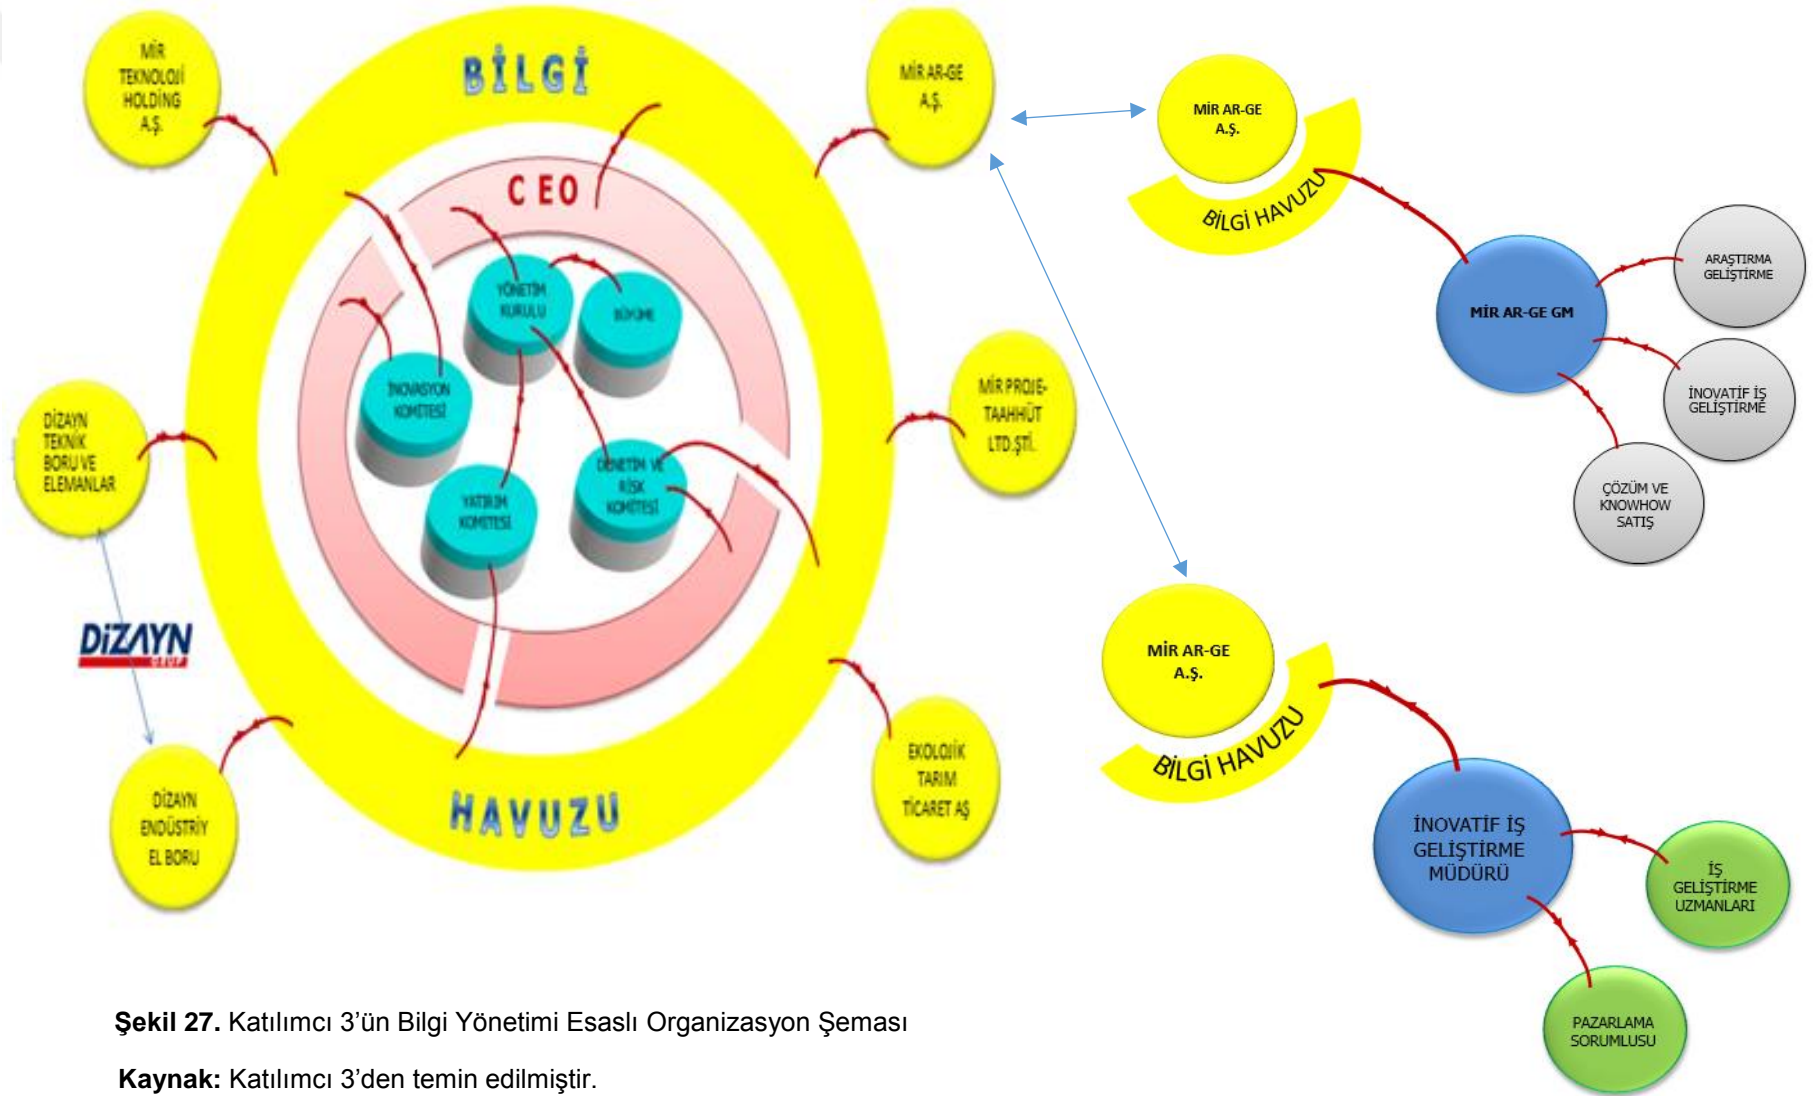 MİR
TEKNOLOJİ
HOLDİNG
A.Ş.
BİLGİ
MİR AR-GE
A.Ş.
CEO
YÖNETİM
KURULU
BÜYÜME
İNOVASYON
KOMİTESİ
YATIRIM
KOMİTESİ
DENETİM VE
RİSK
KOMİTESİ
DİZAYN
TEKNİK
BORU VE
ELEMANLAR
MİR PROJE-
TAAHHÜT
LTD.ŞTİ.
DİZAYN
GRUP
DİZAYN
ENDÜSTRİY
EL BORU
HAVUZU
EKOLOJİK
TARIM
TİCARET AŞ
MİR AR-GE
A.Ş.
BİLGİ HAVUZU
MİR AR-GE GM
ARAŞTIRMA
GELİŞTİRME
İNOVATİF İŞ
GELİŞTİRME
ÇÖZÜM VE
KNOWHOW
SATIŞ
MİR AR-GE
A.Ş.
BİLGİ HAVUZU
İNOVATİF İŞ
GELİŞTİRME
MÜDÜRÜ
İŞ
GELİŞTİRME
UZMANLARI
PAZARLAMA
SORUMLUSU
Şekil 27. Katılımcı 3’ün Bilgi Yönetimi Esaslı Organizasyon Şeması
Kaynak: Katılımcı 3’den temin edilmiştir.